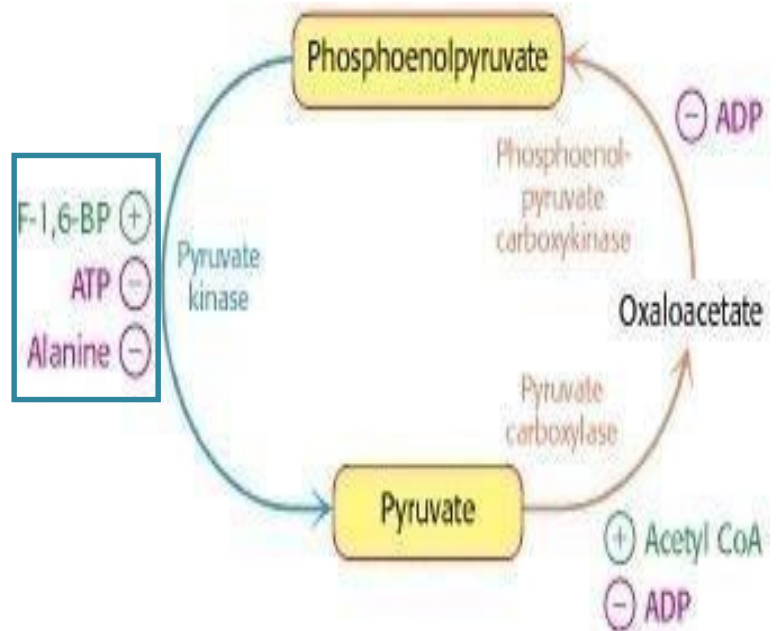 Phosphoenolpyruvate
⊖ ADP
Phosphoenol-
pyruvate
carboxykinase
F-1,6-BP ⊕
ATP ⊖
Alanine ⊖
Pyruvate
kinase
Oxaloacetate
Pyruvate
carboxylase
Pyruvate
⊕ Acetyl CoA
⊖ ADP